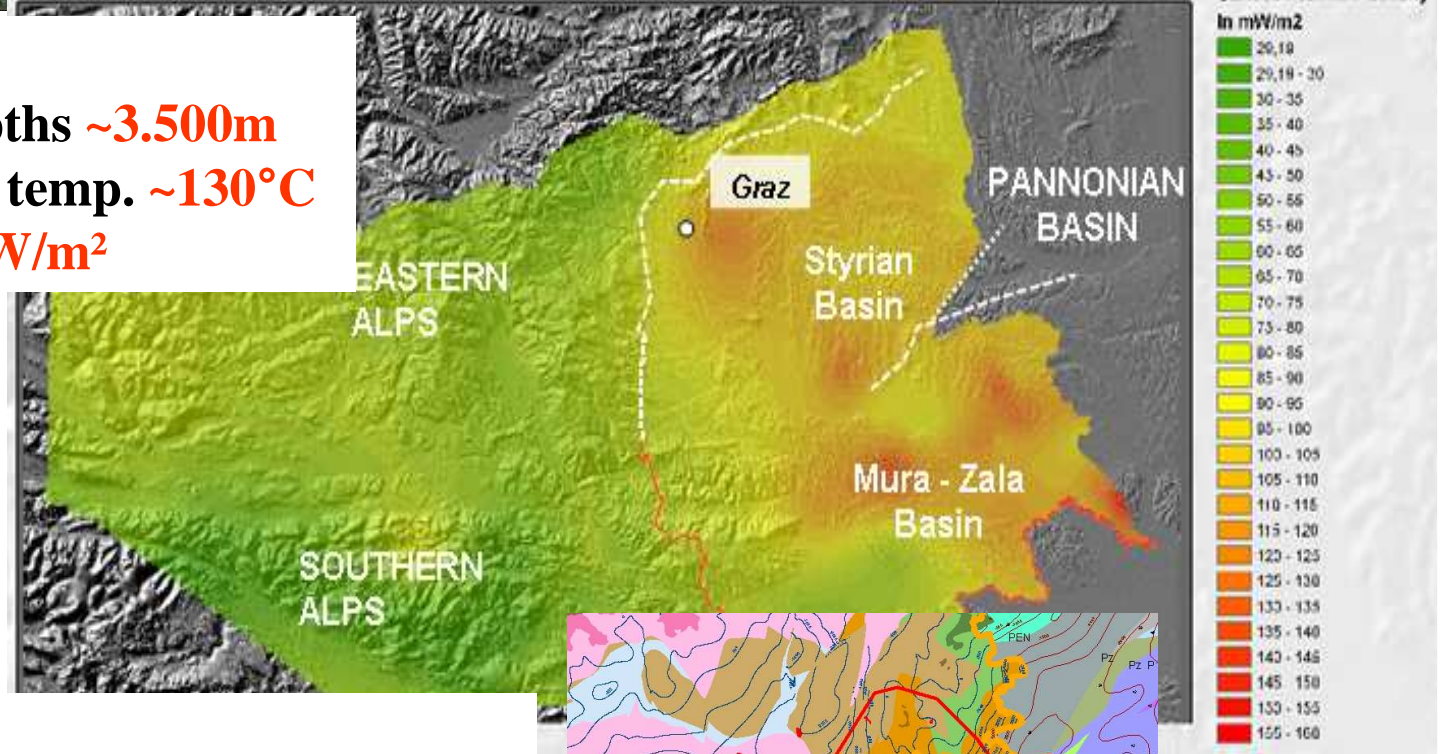 ths ~3.500m
temp. ~130°C
W/m²
EASTERN
ALPS
SOUTHERN
ALPS
Graz
Styrian
Basin
PANNONIAN
BASIN
Mura - Zala
Basin
PEN
Pz
Pz P
In mW/m2
29,19
29,19 - 30
30 - 35
35 - 40
40 - 45
45 - 50
50 - 55
55 - 60
60 - 65
65 - 70
70 - 75
75 - 80
80 - 85
85 - 90
90 - 95
95 - 100
100 - 105
105 - 110
110 - 115
115 - 120
120 - 125
125 - 130
130 - 135
135 - 140
140 - 145
145 - 150
150 - 155
155 - 160